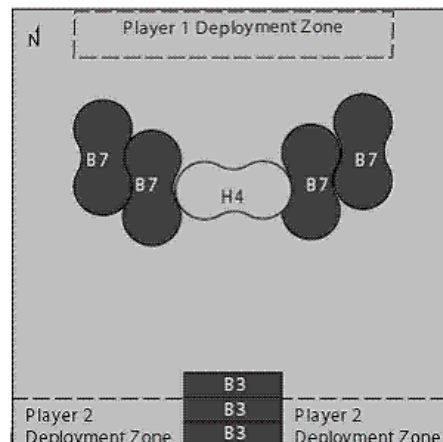 N
Player 1 Deployment Zone
B7
B7
B7
B7
H4
B3
B3
B3
Player 2
Deployment Zone
Player 2
Deployment Zone